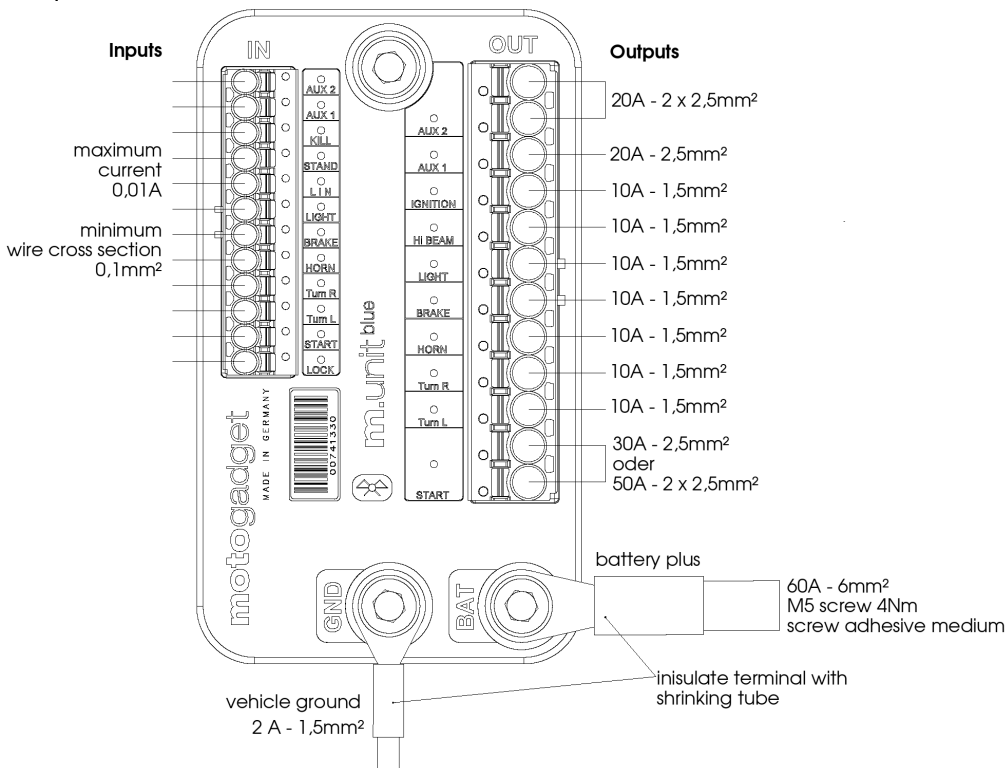 Inputs
IN
OUT
Outputs
AUX 2
AUX 1
KILL
STAND
L I N
LIGHT
BRAKE
HORN
Turn R
Turn L
START
LOCK
maximum
current
0,01A
minimum
wire cross section
0,1mm²
AUX 2
AUX 1
IGNITION
HI BEAM
LIGHT
BRAKE
HORN
Turn R
Turn L
START
20A - 2 x 2,5mm²
20A - 2,5mm²
10A - 1,5mm²
10A - 1,5mm²
10A - 1,5mm²
10A - 1,5mm²
10A - 1,5mm²
10A - 1,5mm²
10A - 1,5mm²
30A - 2,5mm²
oder
50A - 2 x 2,5mm²
motogadget
MADE IN GERMANY
00741330
m.unit blue
GND
BAT
battery plus
60A - 6mm²
M5 screw 4Nm
screw adhesive medium
inisulate terminal with
shrinking tube
vehicle ground
2 A - 1,5mm²